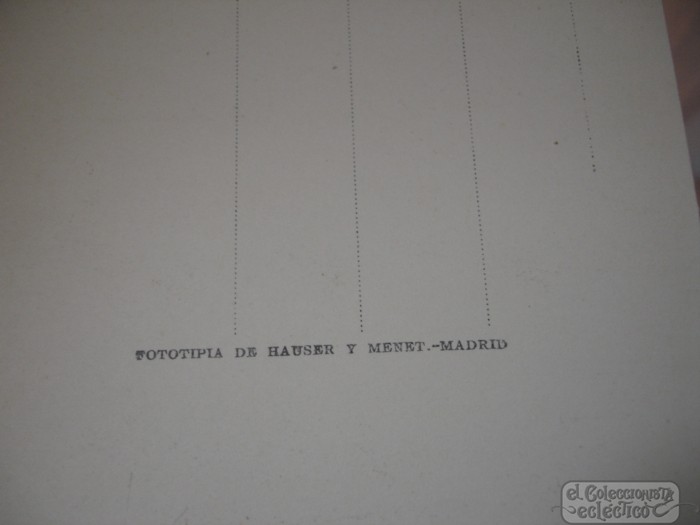 FOTOTIPIA DE HAUSER Y MENET.-MADRID
el Coleccionista
ecléctico